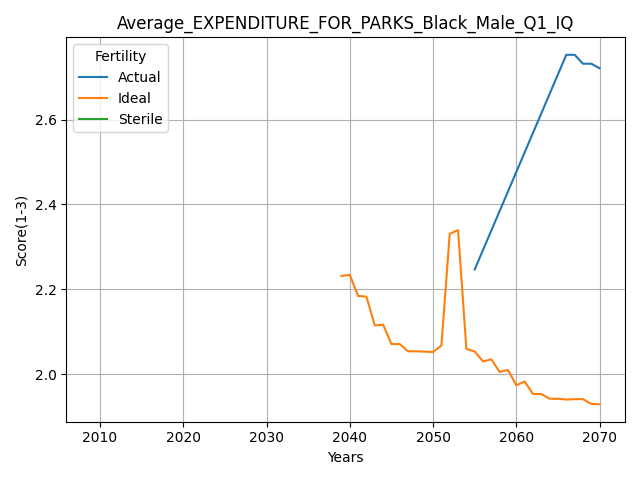 Average_EXPENDITURE_FOR_PARKS_Black_Male_Q1_IQ
Fertility
Actual
Ideal
Sterile
Score(1-3)
2.6
2.4
2.2
2.0
2010 2020 2030 2040 2050 2060 2070
Years